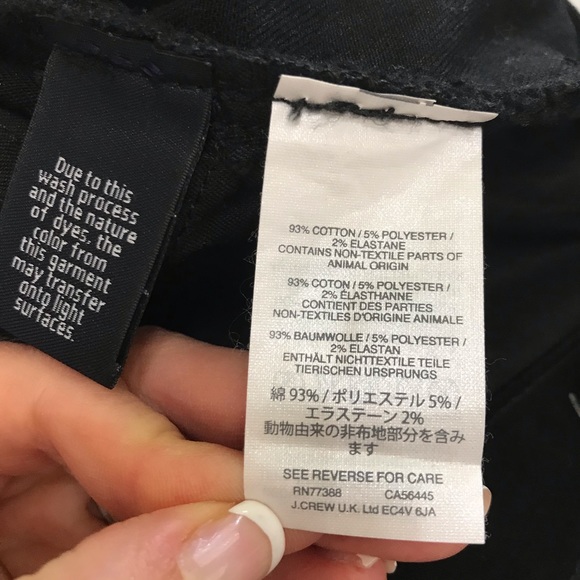 Due to this
wash process
and the nature
of dyes, the
color from
this garment
may transfer
onto light
surfaces.
93% COTTON / 5% POLYESTER /
2% ELASTANE
CONTAINS NON-TEXTILE PARTS OF
ANIMAL ORIGIN
93% COTON / 5% POLYESTER /
2% ÉLASTHANNE
CONTIENT DES PARTIES
NON-TEXTILES D'ORIGINE ANIMALE
93% BAUMWOLLE / 5% POLYESTER
/ 2% ELASTAN
ENTHÄLT NICHTTEXTILE TEILE
TIERISCHEN URSPRUNGS
綿 93% / ポリエステル 5% /
エラステーン 2%
動物由来の非布地部分を含み
ます
SEE REVERSE FOR CARE
RN77388 CA56445
J.CREW U.K. Ltd EC4V 6JA